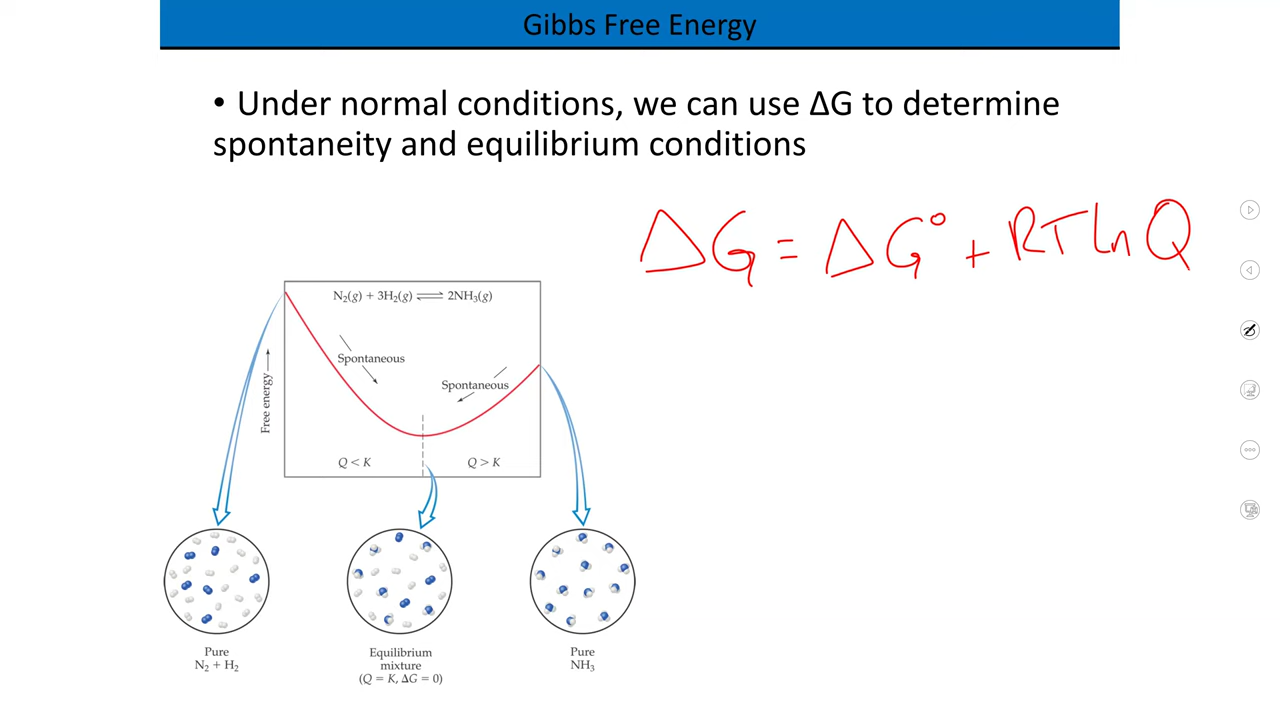 Gibbs Free Energy
• Under normal conditions, we can use ΔG to determine
spontaneity and equilibrium conditions
ΔG = ΔG° + RT ln Q
N₂(g) + 3H₂(g) ⇌ 2NH₃(g)
Spontaneous
Spontaneous
Free energy
Q < K
Q > K
Pure
N₂ + H₂
Equilibrium
mixture
(Q = K, ΔG = 0)
Pure
NH₃